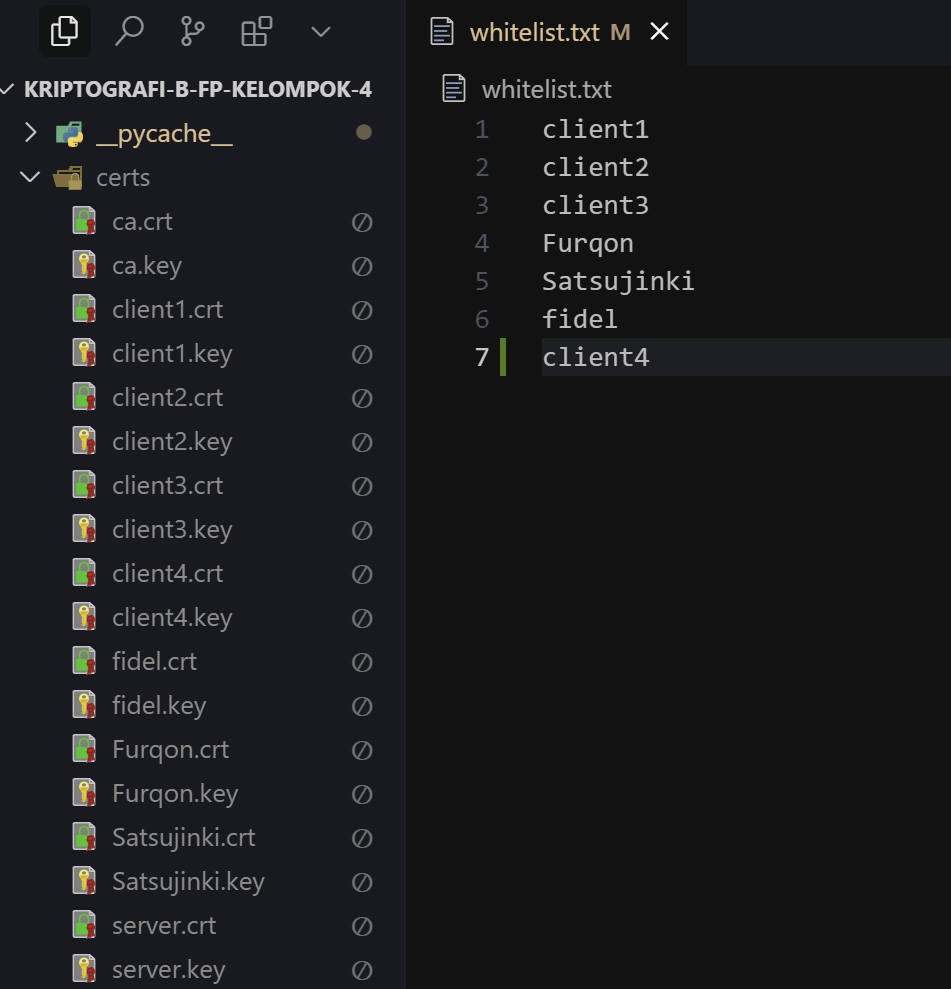 KRIPTOGRAFI-B-FP-KELOMPOK-4
__pycache__
certs
ca.crt
ca.key
client1.crt
client1.key
client2.crt
client2.key
client3.crt
client3.key
client4.crt
client4.key
fidel.crt
fidel.key
Furqon.crt
Furqon.key
Satsujinki.crt
Satsujinki.key
server.crt
server.key
whitelist.txt M
whitelist.txt
1 client1
2 client2
3 client3
4 Furqon
5 Satsujinki
6 fidel
7 client4